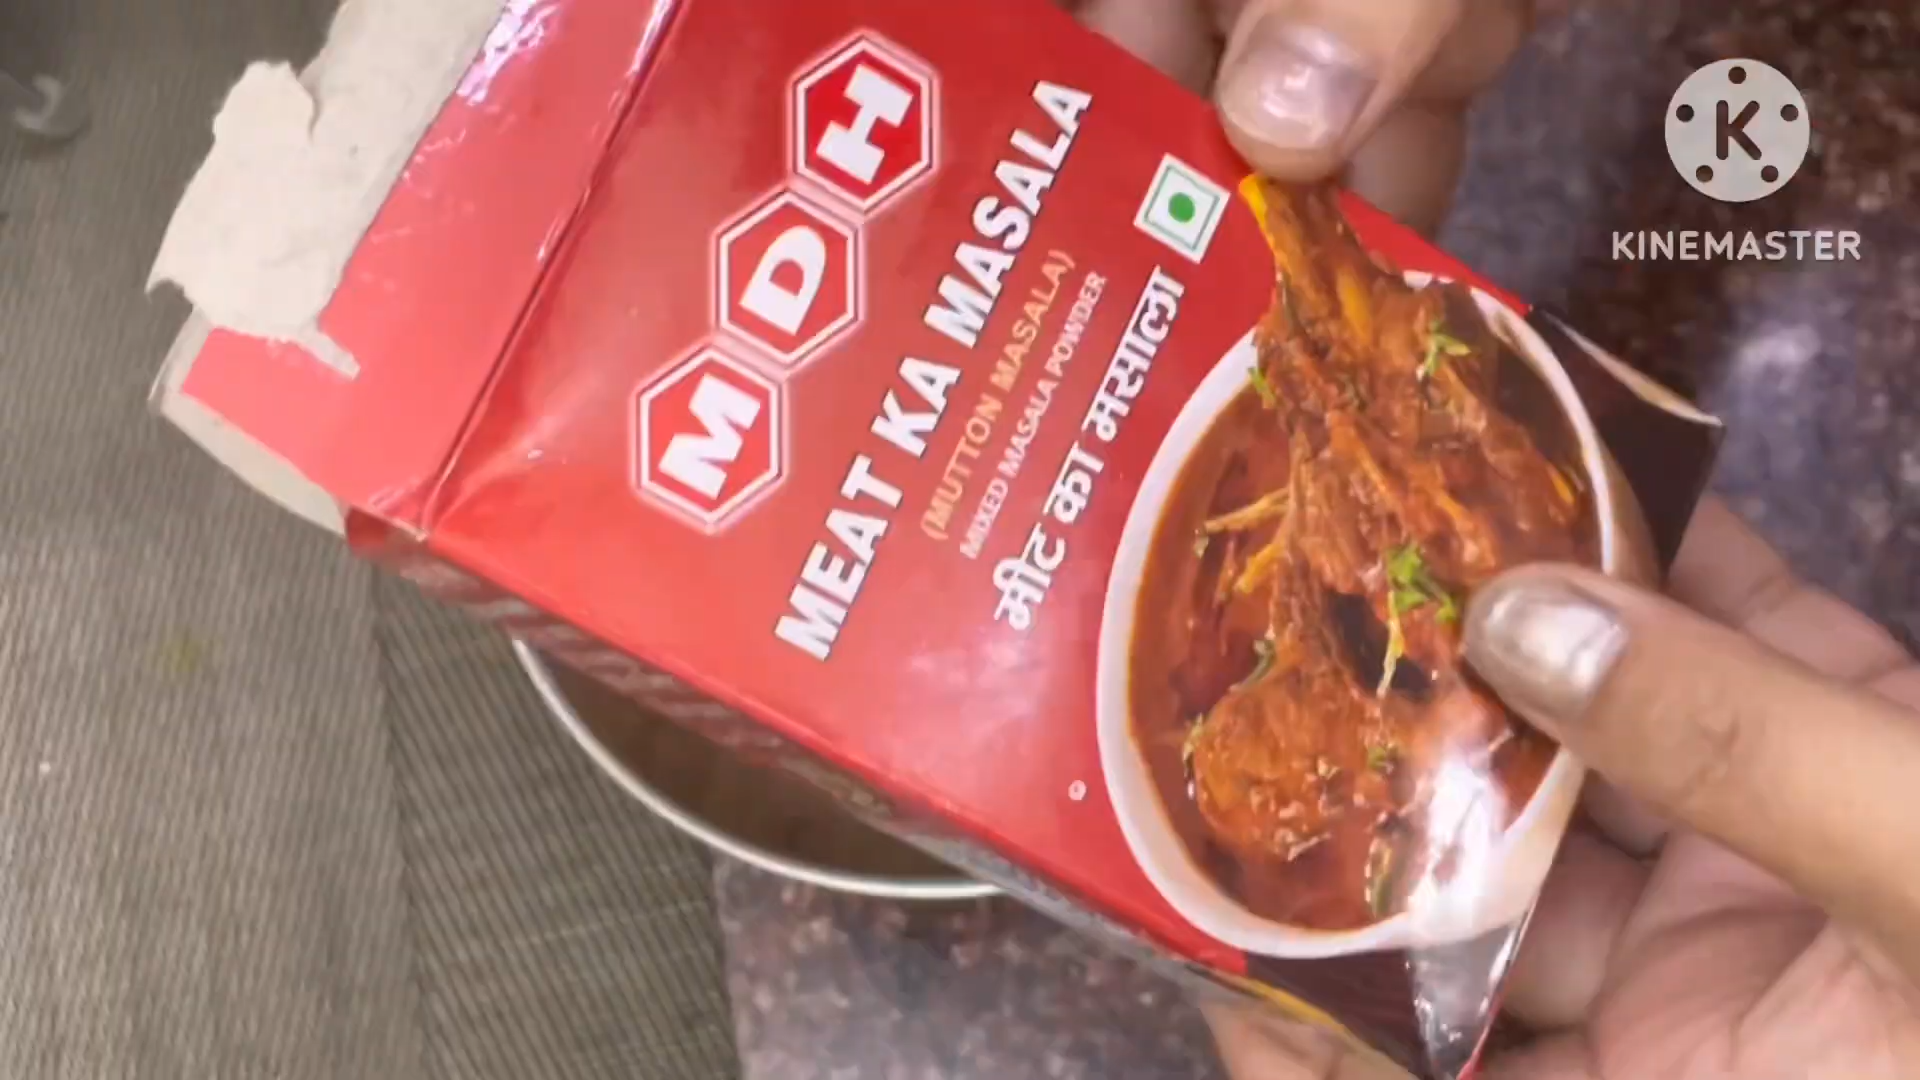 MDH
MEAT KA MASALA
(MUTTON MASALA)
MIXED MASALA POWDER
मीट का मसाला
K
KINEMASTER